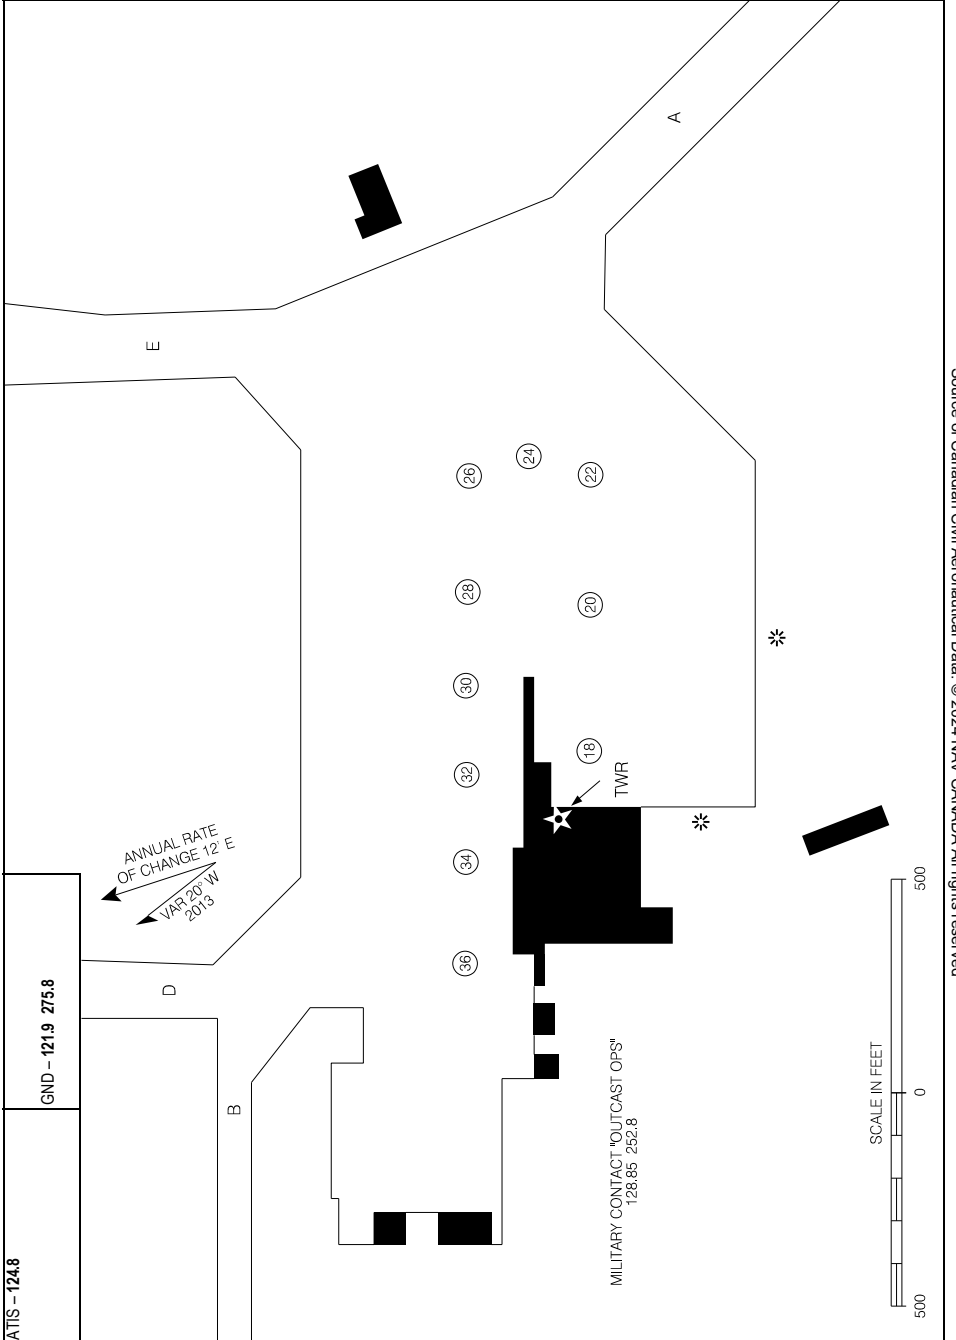 ATIS – 124.8
GND – 121.9 275.8
ANNUAL RATE
OF CHANGE 12' E
VAR 20° W
2013
A
E
D
B
26
24
22
28
20
30
18
32
TWR
34
36
MILITARY CONTACT "OUTCAST OPS"
128.85 252.8
SCALE IN FEET
500
0
500
Source of Canadian Civil Aeronautical Data: © 2024 NAV CANADA All rights reserved